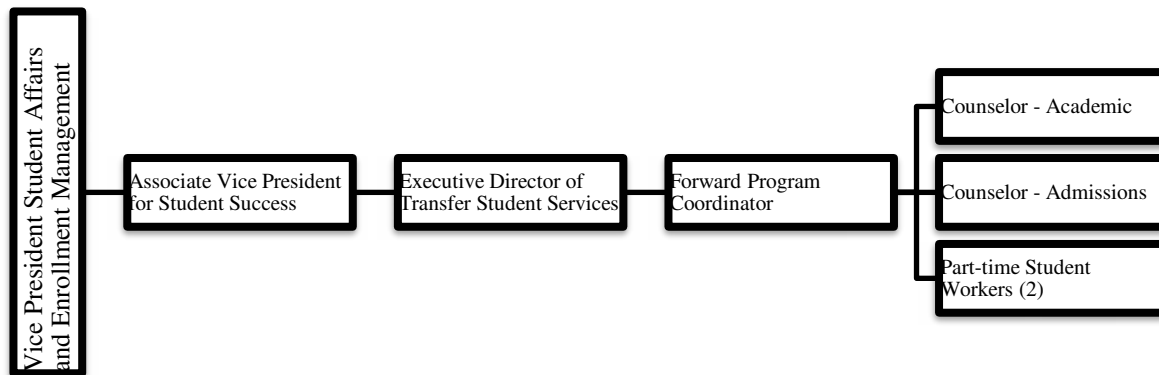 Vice President Student Affairs
and Enrollment Management
Associate Vice President
for Student Success
Executive Director of
Transfer Student Services
Forward Program
Coordinator
Counselor - Academic
Counselor - Admissions
Part-time Student
Workers (2)